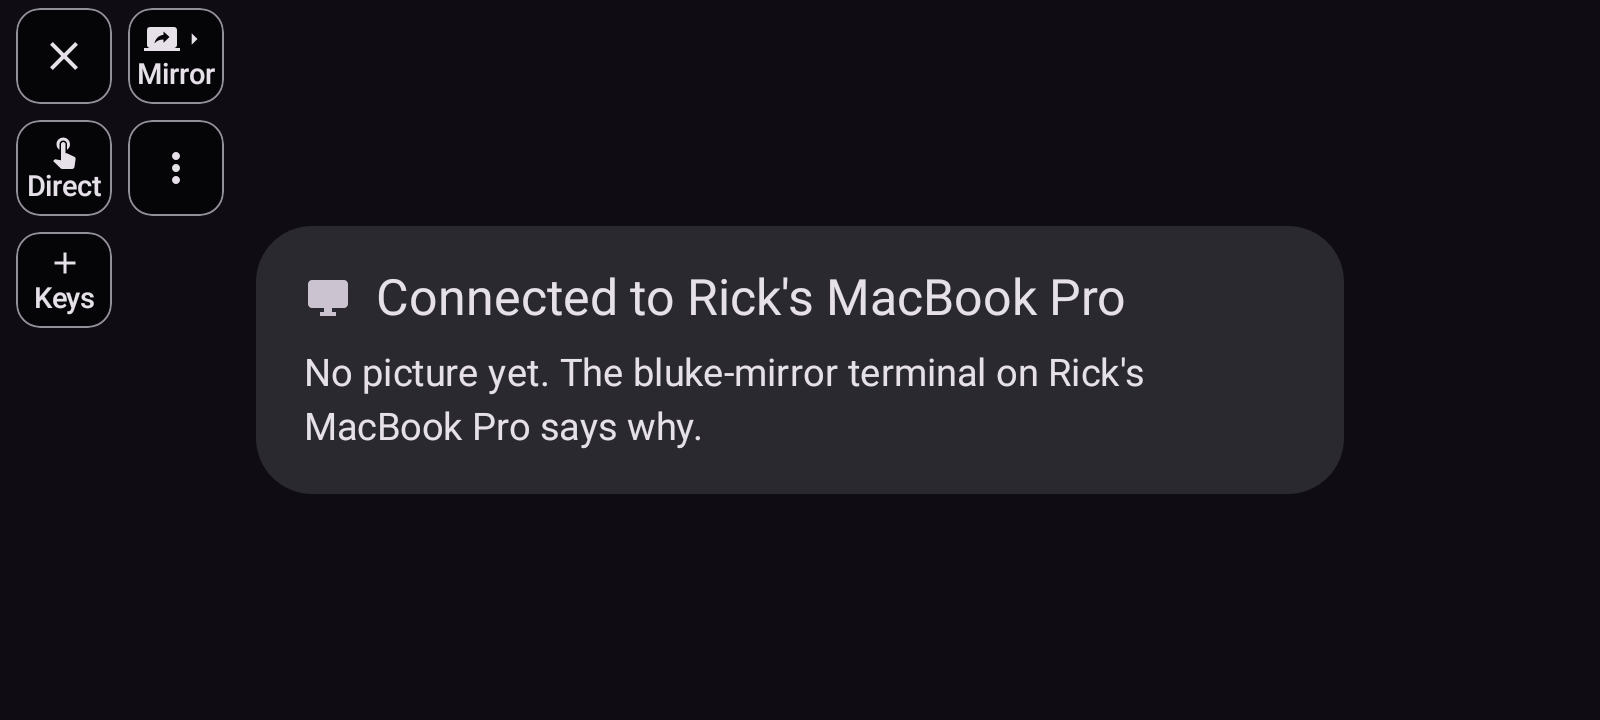 Mirror
Direct
Keys
Connected to Rick's MacBook Pro
No picture yet. The bluke-mirror terminal on Rick's
MacBook Pro says why.